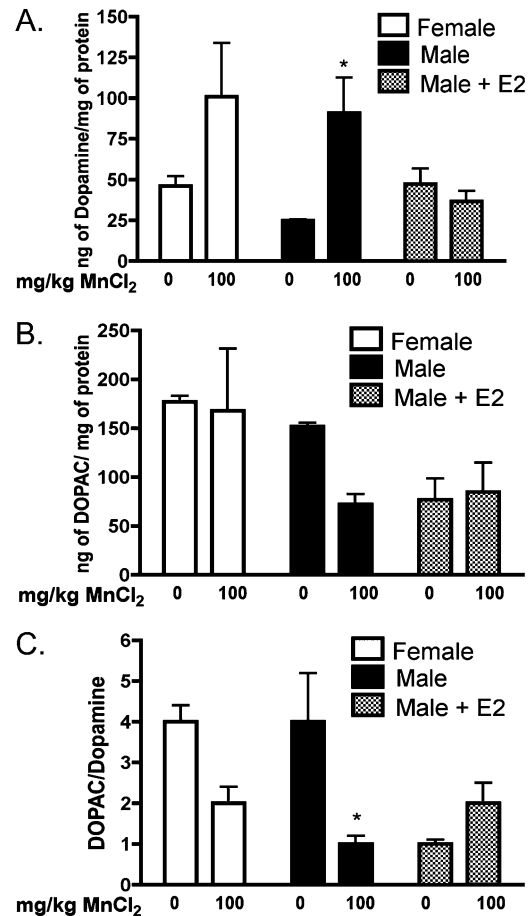 A.
ng of Dopamine/mg of protein
150
125
100
75
50
25
0
Female
Male
Male + E2
*
mg/kg MnCl2 0 100 0 100 0 100
B.
ng of DOPAC/ mg of protein
250
200
150
100
50
0
Female
Male
Male + E2
mg/kg MnCl2 0 100 0 100 0 100
C.
DOPAC/Dopamine
6
5
4
3
2
1
0
Female
Male
Male + E2
*
mg/kg MnCl2 0 100 0 100 0 100